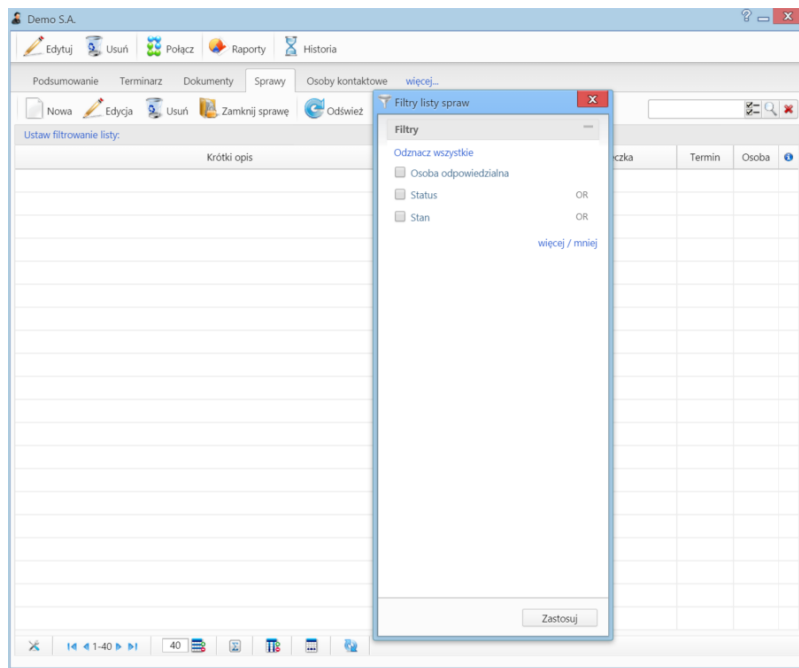 Demo S.A.
Edytuj Usuń Połącz Raporty Historia
Podsumowanie Terminarz Dokumenty Sprawy Osoby kontaktowe więcej...
Nowa Edycja Usuń Zamknij sprawę Odśwież
Filtry listy spraw
Ustaw filtrowanie listy:
Krótki opis Termin Osoba
Filtry
Odznacz wszystkie
Osoba odpowiedzialna
Status OR
Stan OR
więcej / mniej
Zastosuj
1-40 40